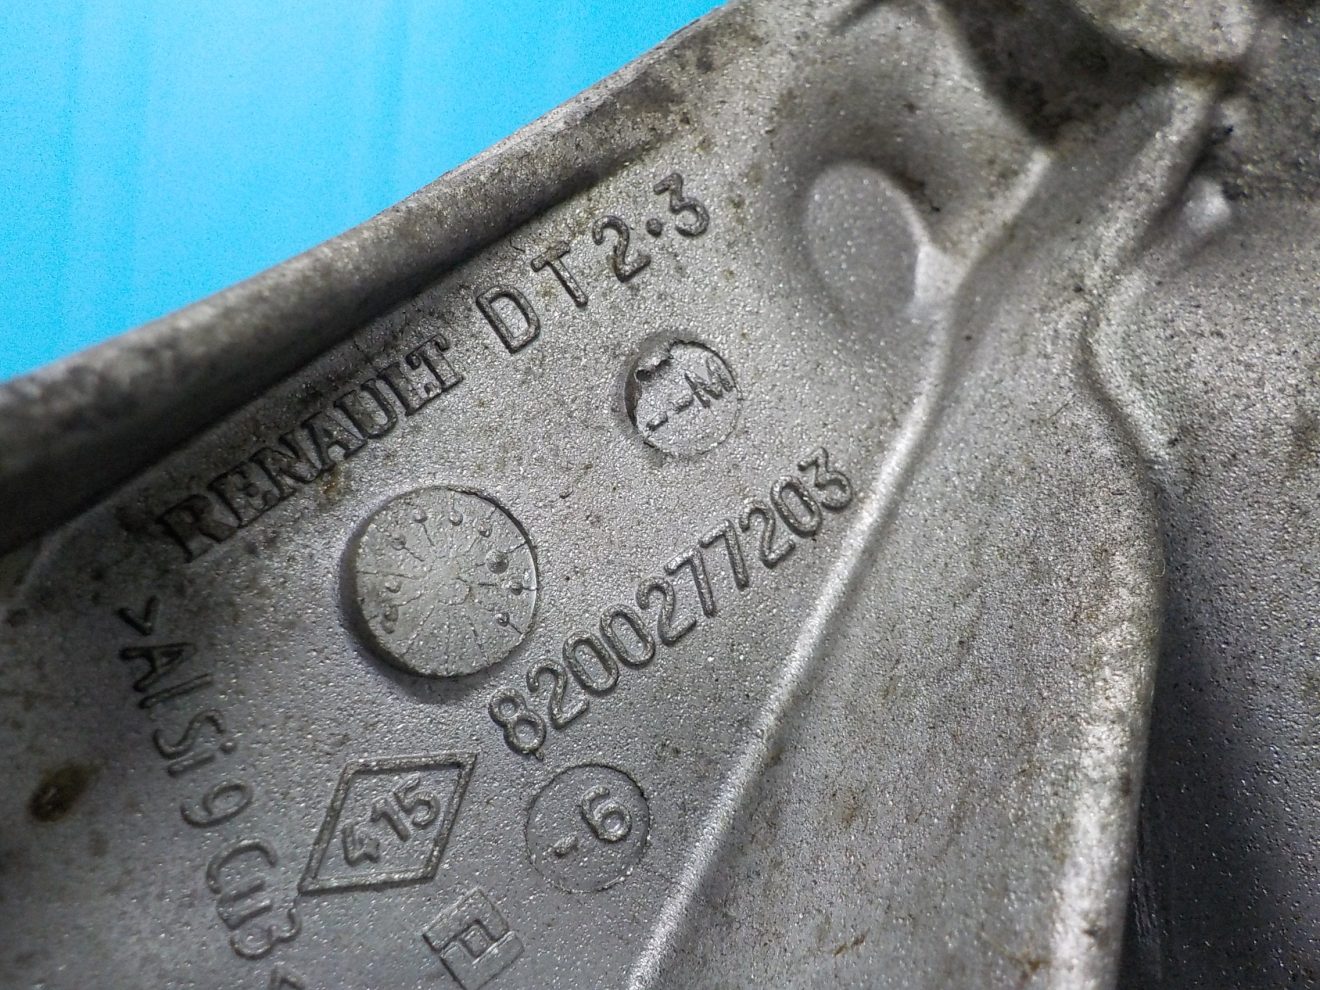 RENAULT DT2.3
--M
8200277203
>AlSi9CU3
415
-6